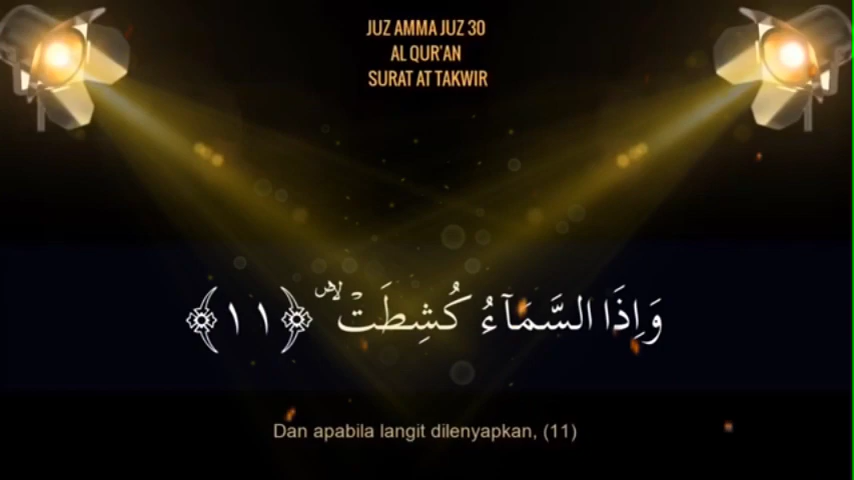 JUZ AMMA JUZ 30
AL QUR'AN
SURAT AT TAKWIR
وَإِذَا السَّمَآءُ كُشِطَتْ ۙ ﴿١١﴾
Dan apabila langit dilenyapkan, (11)